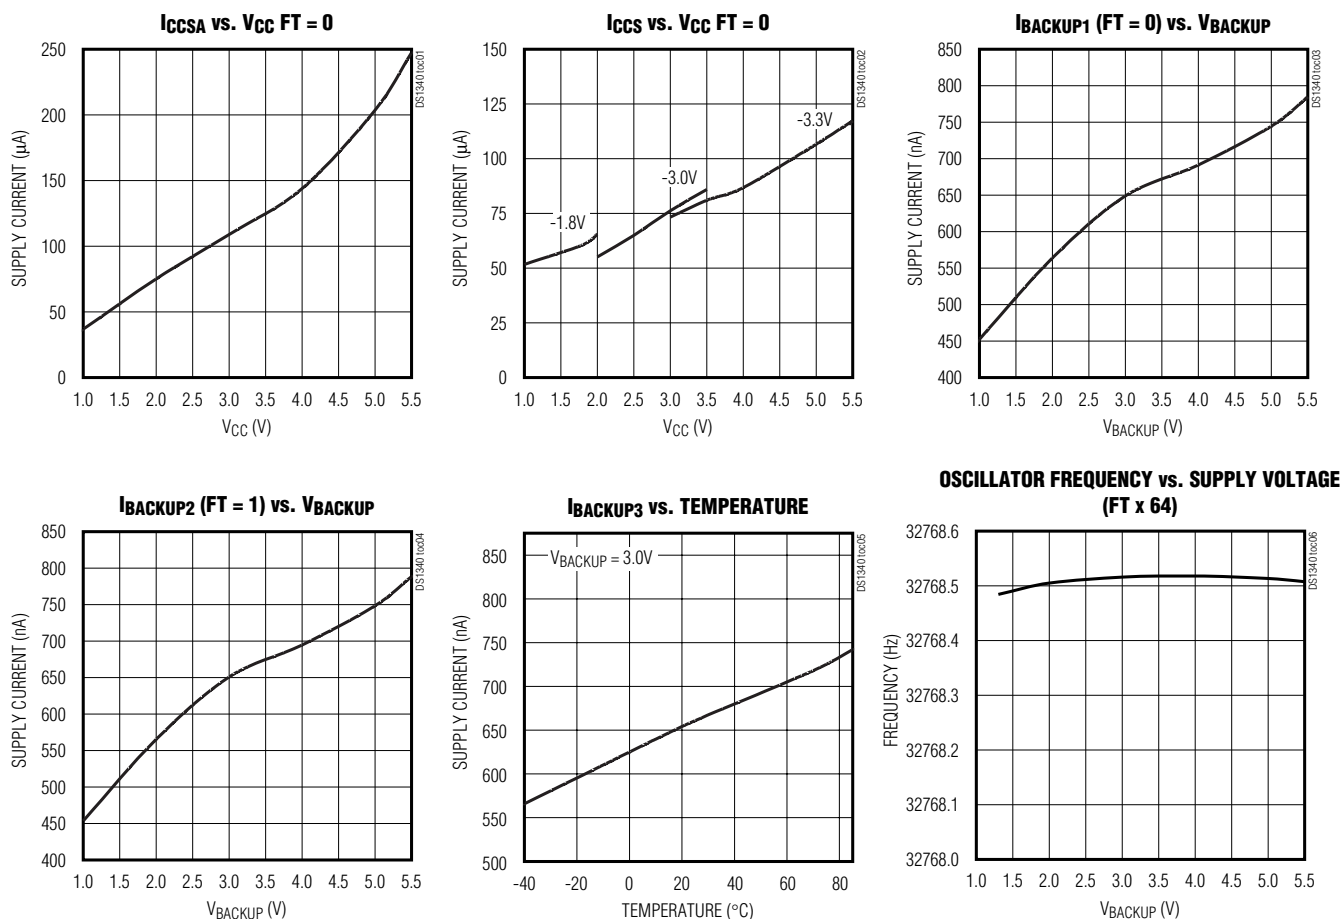 ICCSA vs. VCC FT = 0
SUPPLY CURRENT (µA)
250
200
150
100
50
0
1.0 1.5 2.0 2.5 3.0 3.5 4.0 4.5 5.0 5.5
VCC (V)
DS1340 toc01
ICCS vs. VCC FT = 0
SUPPLY CURRENT (µA)
150
125
100
75
50
25
0
-1.8V
-3.0V
-3.3V
1.0 1.5 2.0 2.5 3.0 3.5 4.0 4.5 5.0 5.5
VCC (V)
DS1340 toc02
IBACKUP1 (FT = 0) vs. VBACKUP
SUPPLY CURRENT (nA)
850
800
750
700
650
600
550
500
450
400
1.0 1.5 2.0 2.5 3.0 3.5 4.0 4.5 5.0 5.5
VBACKUP (V)
DS1340 toc03
IBACKUP2 (FT = 1) vs. VBACKUP
SUPPLY CURRENT (nA)
850
800
750
700
650
600
550
500
450
400
1.0 1.5 2.0 2.5 3.0 3.5 4.0 4.5 5.0 5.5
VBACKUP (V)
DS1340 toc04
IBACKUP3 vs. TEMPERATURE
SUPPLY CURRENT (nA)
850
800
750
700
650
600
550
500
VBACKUP = 3.0V
-40 -20 0 20 40 60 80
TEMPERATURE (°C)
DS1340 toc05
OSCILLATOR FREQUENCY vs. SUPPLY VOLTAGE
(FT x 64)
FREQUENCY (Hz)
32768.6
32768.5
32768.4
32768.3
32768.2
32768.1
32768.0
1.0 1.5 2.0 2.5 3.0 3.5 4.0 4.5 5.0 5.5
VBACKUP (V)
DS1340 toc06